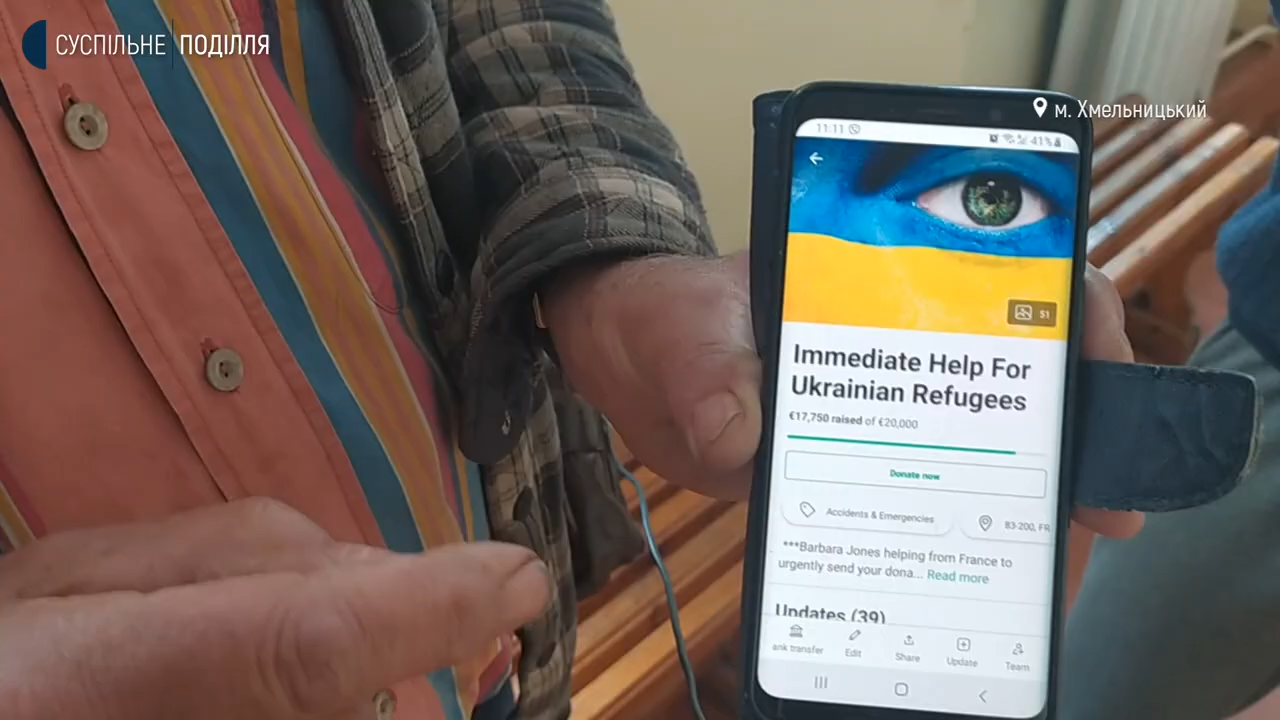 СУСПІЛЬНЕ ПОДІЛЛЯ
м. Хмельницький
11:11
41%
51
Immediate Help For
Ukrainian Refugees
€17,750 raised of €20,000
Donate now
Accidents & Emergencies
83-200, FR
***Barbara Jones helping from France to
urgently send your dona... Read more
Updates (39)
ank transfer
Edit
Share
Update
Team